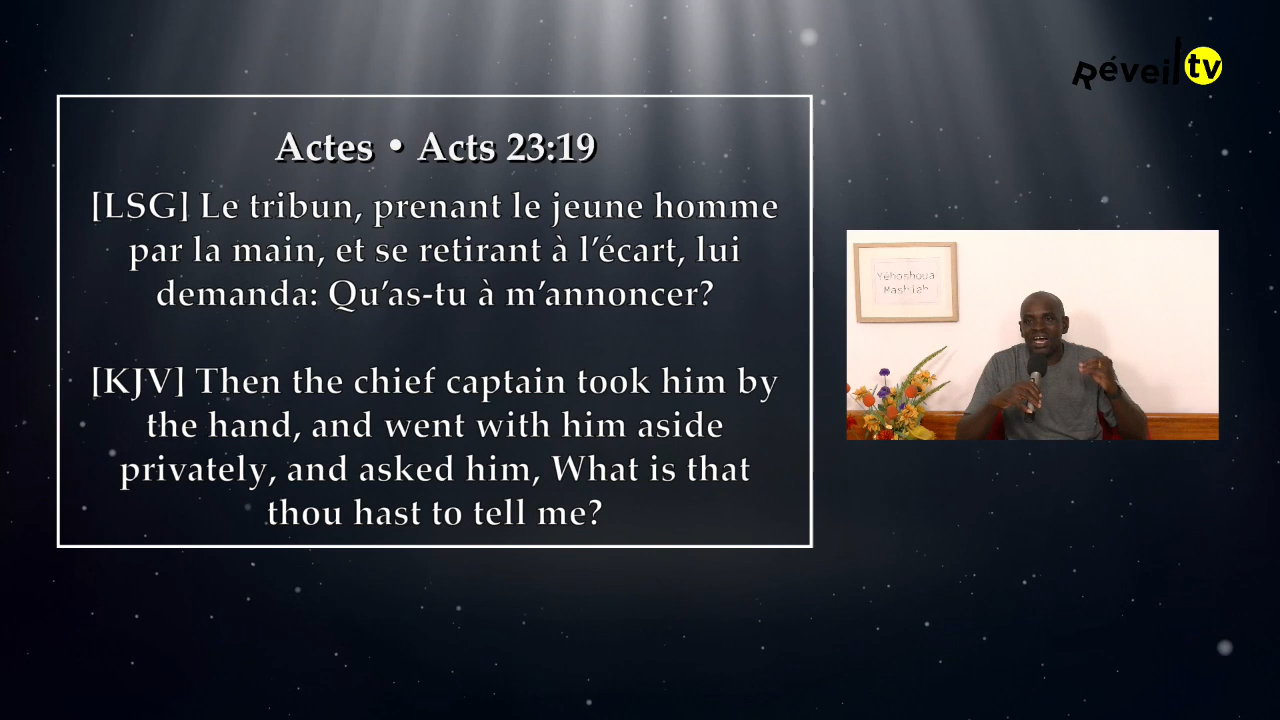 Réveil tv
Actes • Acts 23:19
[LSG] Le tribun, prenant le jeune homme
par la main, et se retirant à l’écart, lui
demanda: Qu’as-tu à m’annoncer?
[KJV] Then the chief captain took him by
the hand, and went with him aside
privately, and asked him, What is that
thou hast to tell me?
Yéhoshoua
Mashiah